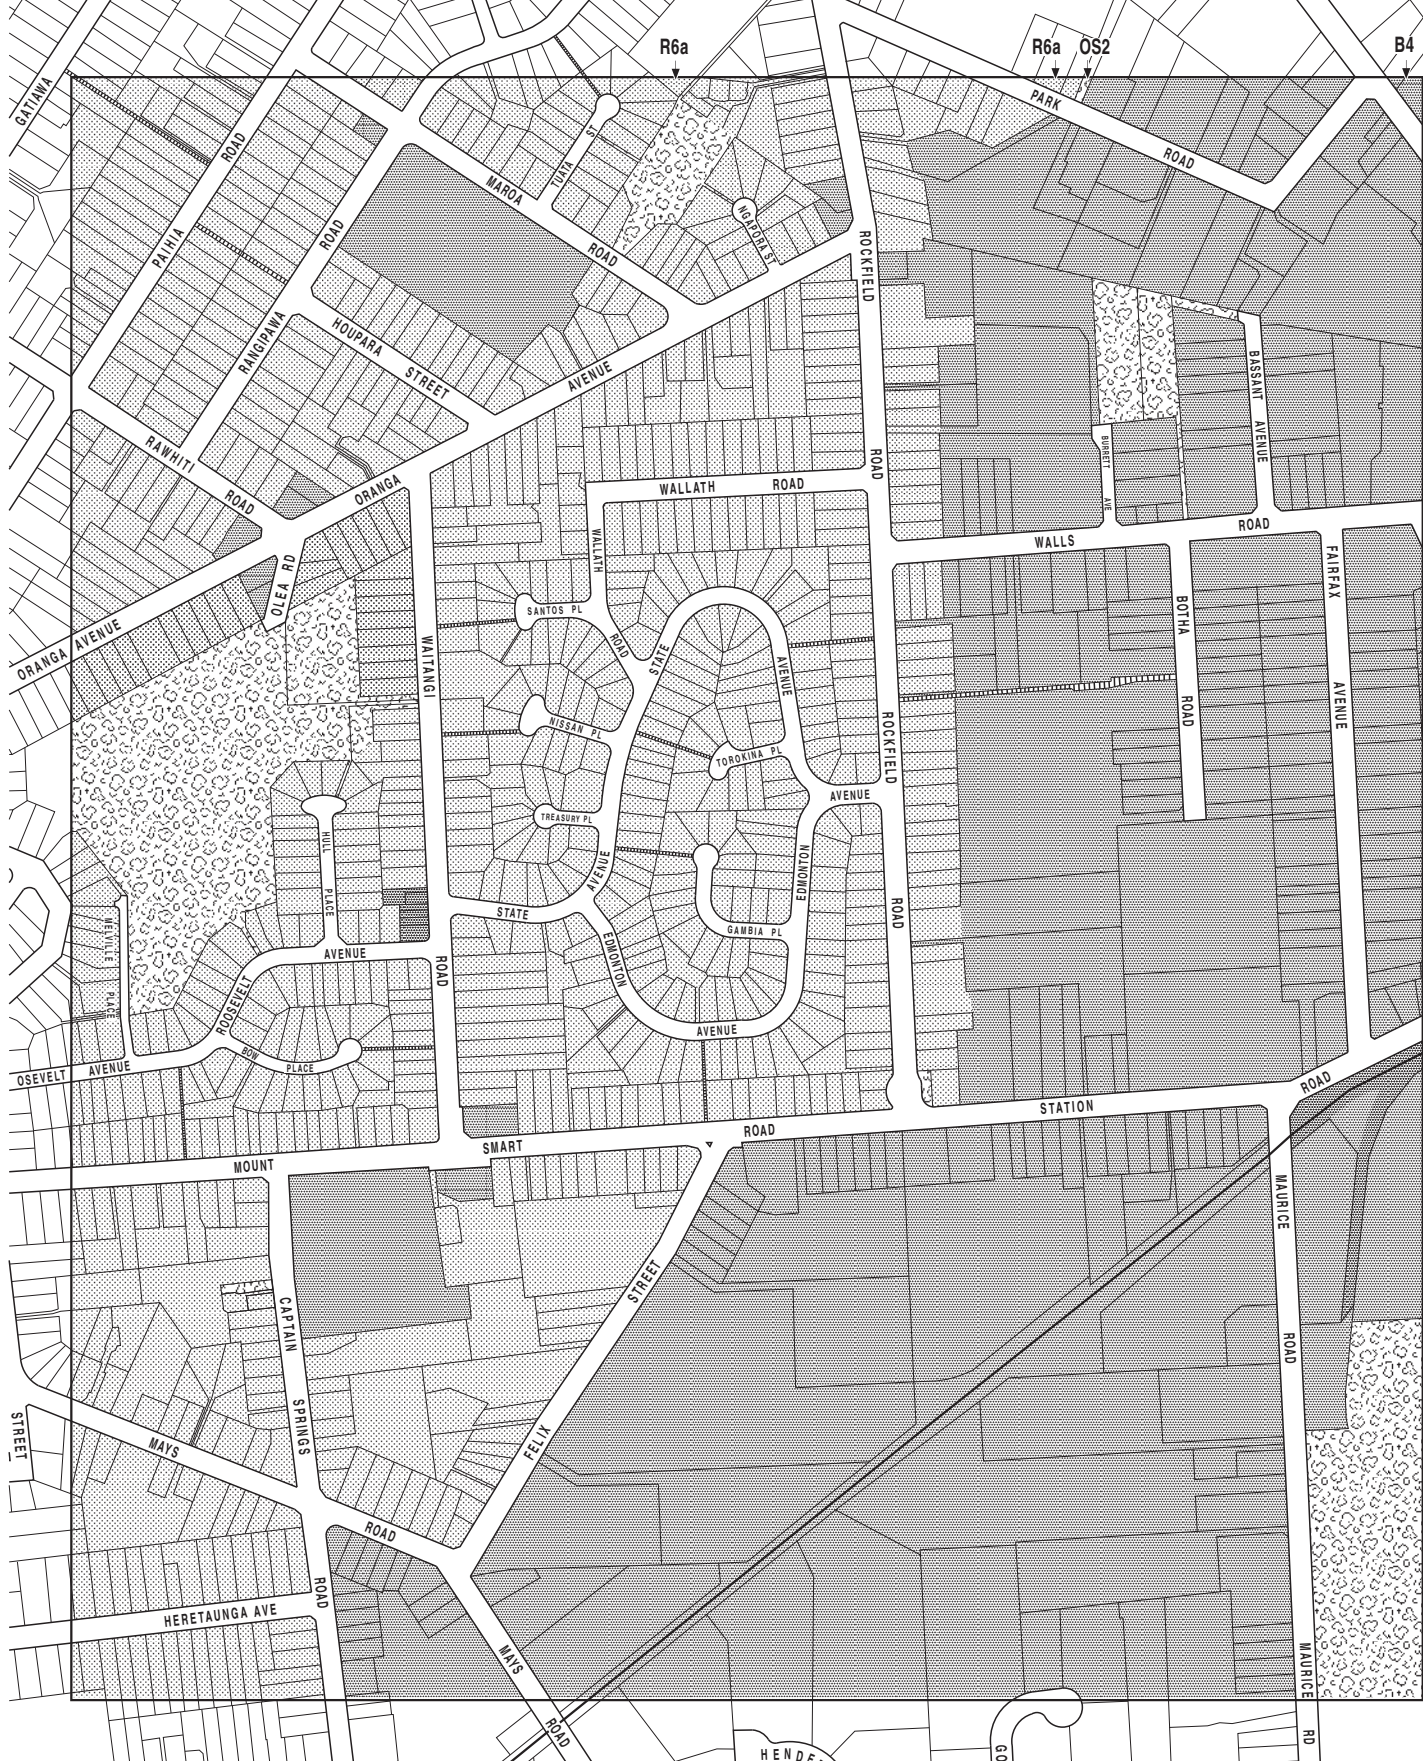 R6a
R6a
OS2
B4
GATIAWA
PARK
ROAD
ROAD
TUATA
ST
MAROA
ROAD
NGAPORA ST
PAIHIA
ROAD
RANGIPAWA
ROCKFIELD
HOUPARA
STREET
AVENUE
BASSANT
AVENUE
RAWHITI
ROAD
ORANGA
BURRETT
AVE
ROAD
WALLATH
ROAD
WALLS
ROAD
OLEA RD
ORANGA AVENUE
WALLATH
ROAD
SANTOS PL
STATE
AVENUE
BOTHA
ROAD
FAIRFAX
AVENUE
WAITANGI
NISSAN PL
TOROKINA PL
ROCKFIELD
AVENUE
TREASURY PL
HULL
PLACE
AVENUE
EDMONTON
STATE
GAMBIA PL
ROAD
MELVILLE
PLACE
AVENUE
ROOSEVELT
ROAD
EDMONTON
AVENUE
BOW
PLACE
OSEVELT
AVENUE
STATION
ROAD
MOUNT
SMART
ROAD
MAURICE
ROAD
CAPTAIN
SPRINGS
STREET
STREET
FELIX
MAYS
ROAD
ROAD
HERETAUNGA AVE
MAYS
ROAD
MAURICE
RD
HENDE
GO